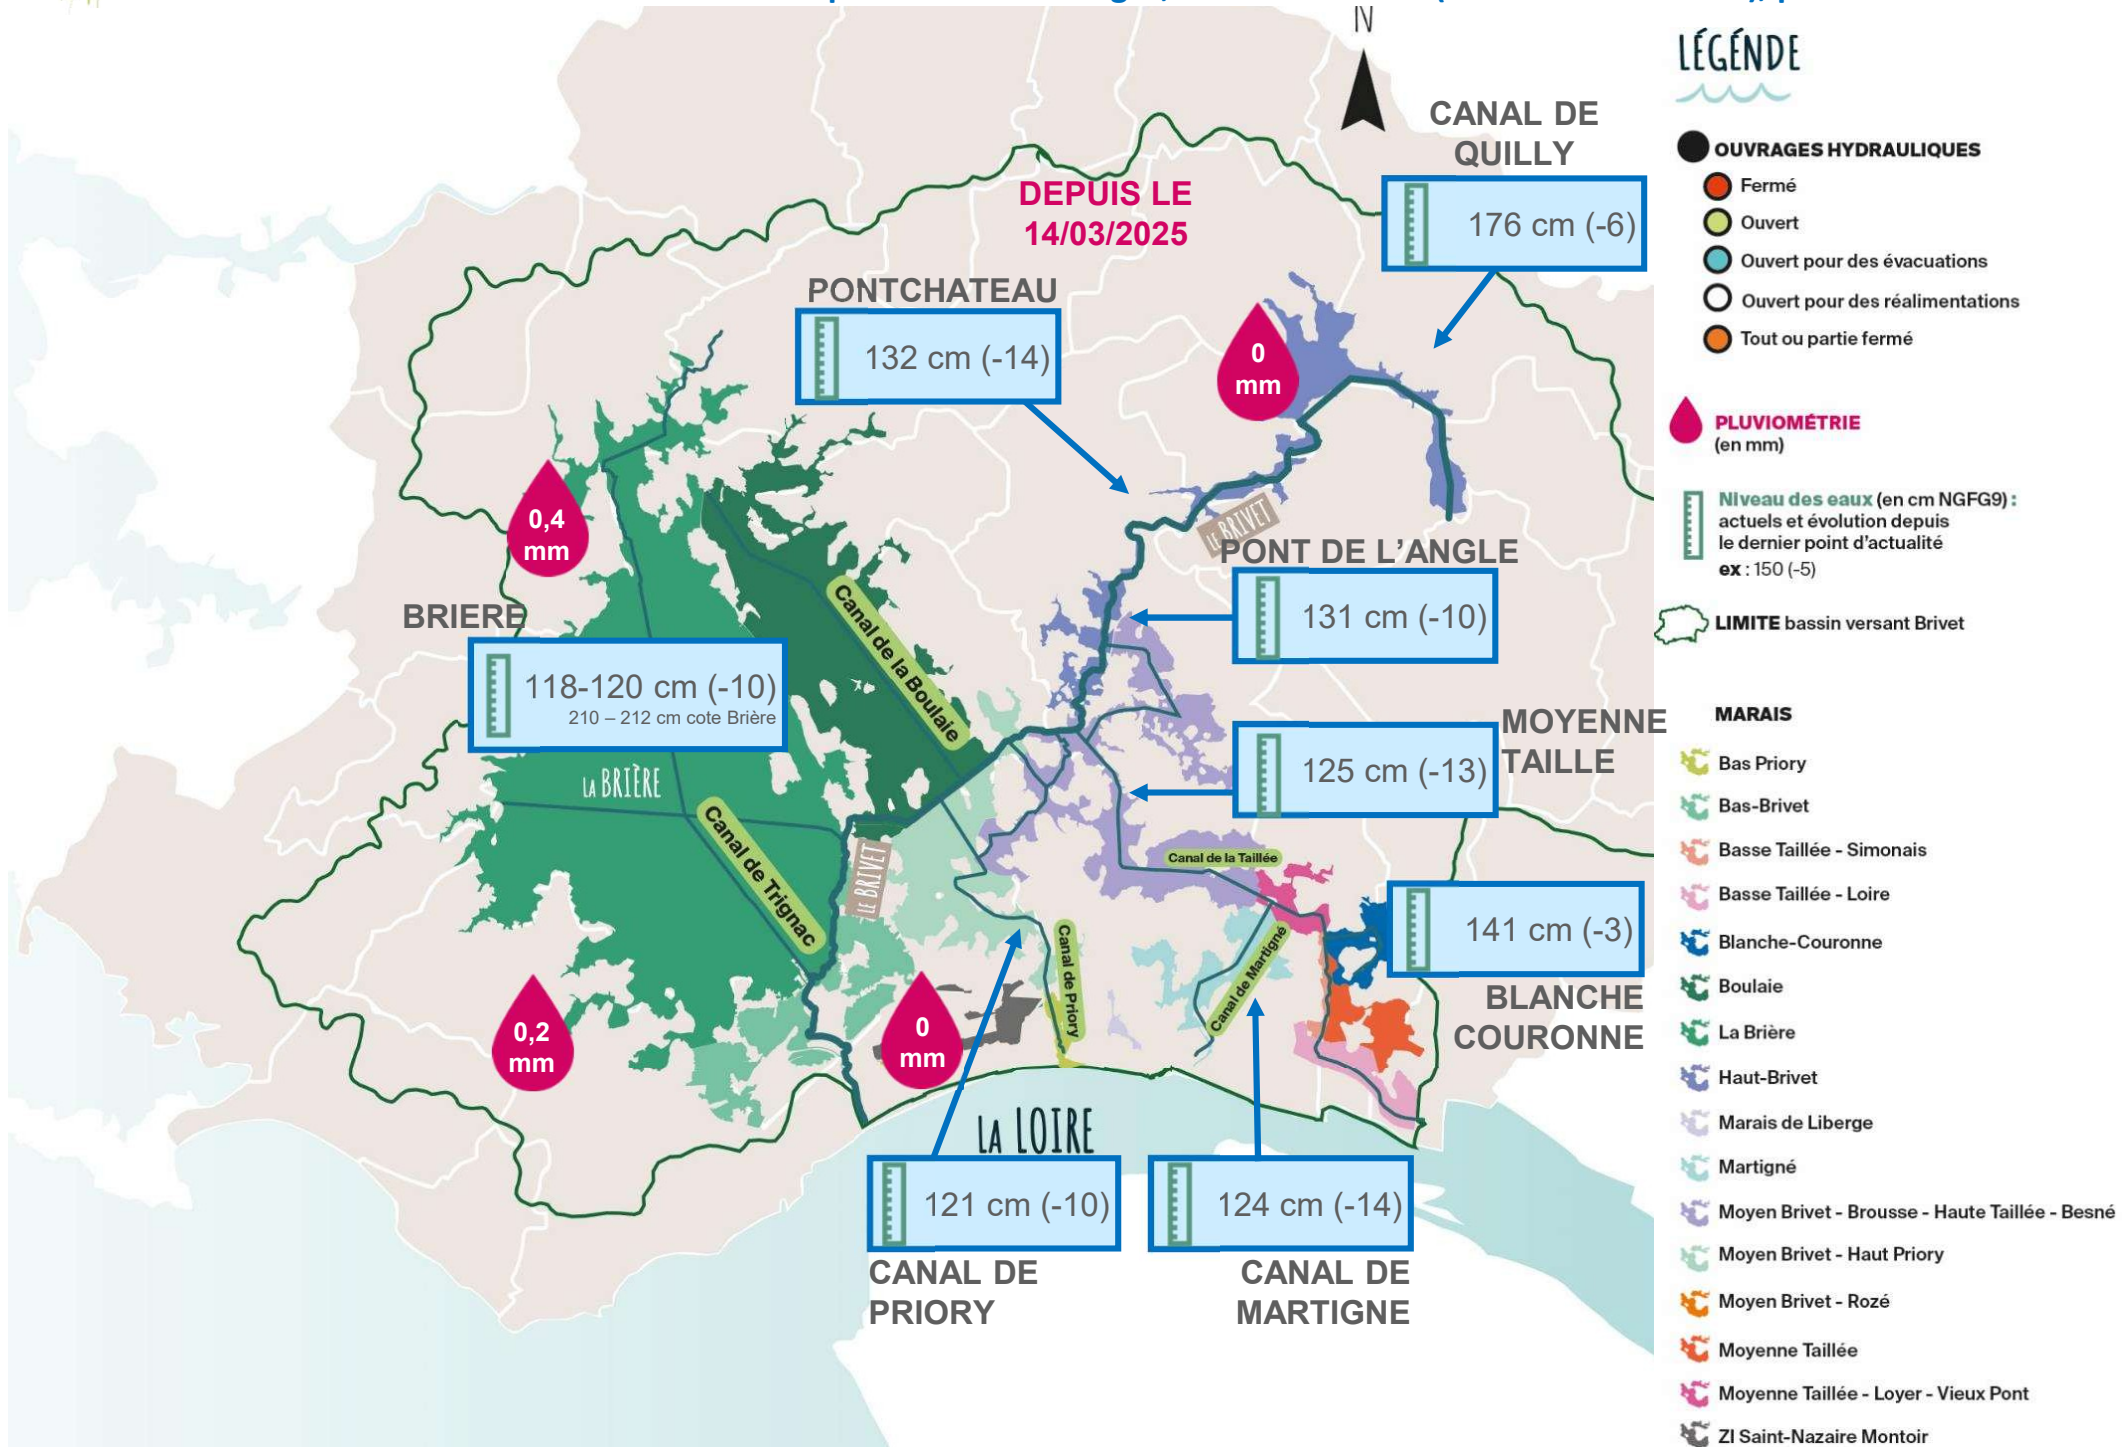 N
DEPUIS LE
14/03/2025
CANAL DE
QUILLY
176 cm (-6)
PONTCHATEAU
132 cm (-14)
0
mm
0,4
mm
LE BRIVET
PONT DE L'ANGLE
131 cm (-10)
BRIERE
118-120 cm (-10)
210 – 212 cm cote Brière
Canal de la Boulaie
MOYENNE
TAILLE
125 cm (-13)
LA BRIÈRE
Canal de Trignac
LE BRIVET
Canal de la Taillée
141 cm (-3)
BLANCHE
COURONNE
Canal de Priory
Canal de Martigné
0,2
mm
0
mm
LA LOIRE
121 cm (-10)
CANAL DE
PRIORY
124 cm (-14)
CANAL DE
MARTIGNE
LÉGÉNDE
OUVRAGES HYDRAULIQUES
Fermé
Ouvert
Ouvert pour des évacuations
Ouvert pour des réalimentations
Tout ou partie fermé
PLUVIOMÉTRIE
(en mm)
Niveau des eaux (en cm NGFG9) :
actuels et évolution depuis
le dernier point d'actualité
ex : 150 (-5)
LIMITE bassin versant Brivet
MARAIS
Bas Priory
Bas-Brivet
Basse Taillée - Simonais
Basse Taillée - Loire
Blanche-Couronne
Boulaie
La Brière
Haut-Brivet
Marais de Liberge
Martigné
Moyen Brivet - Brousse - Haute Taillée - Besné
Moyen Brivet - Haut Priory
Moyen Brivet - Rozé
Moyenne Taillée
Moyenne Taillée - Loyer - Vieux Pont
ZI Saint-Nazaire Montoir